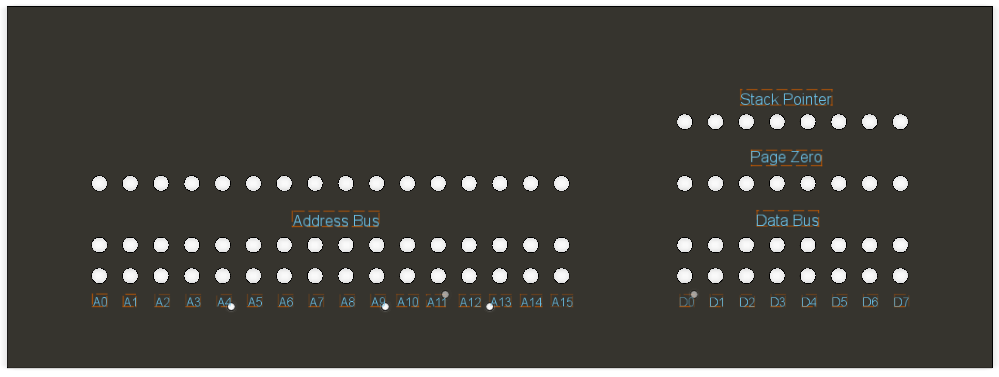 Stack Pointer
Page Zero
Address Bus
Data Bus
A0 A1 A2 A3 A4 A5 A6 A7 A8 A9 A10 A11 A12 A13 A14 A15
D0 D1 D2 D3 D4 D5 D6 D7